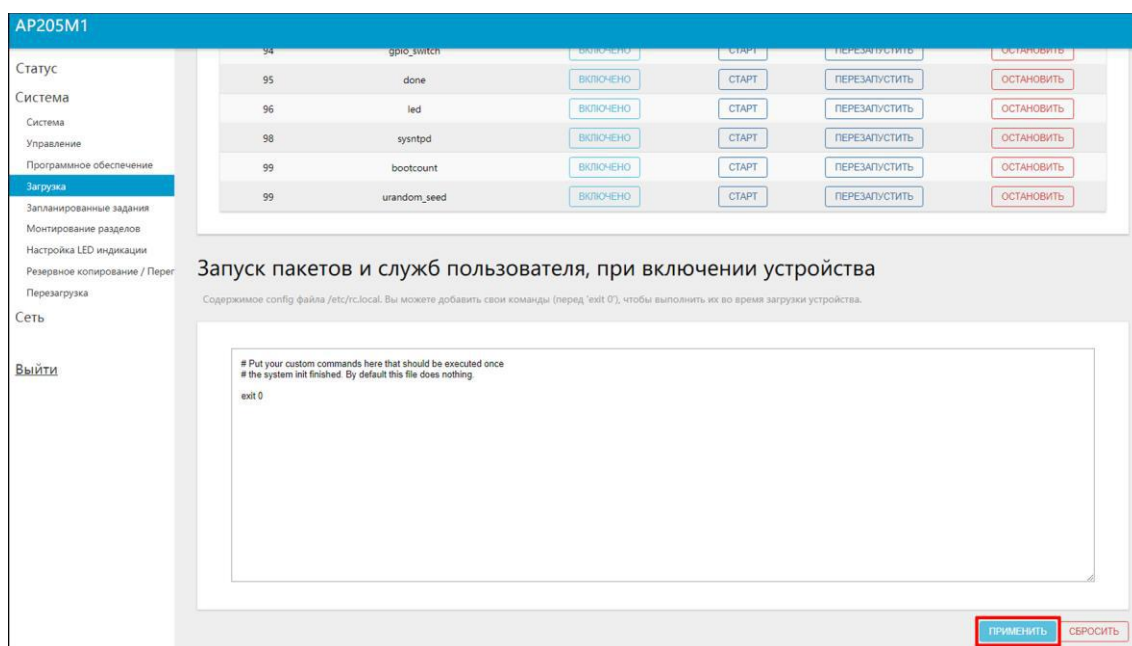 AP205M1
Статус
Система
Система
Управление
Программное обеспечение
Загрузка
Запланированные задания
Монтирование разделов
Настройка LED индикации
Резервное копирование / Перег
Перезагрузка
Сеть
Выйти
94 gpio_switch ВКЛЮЧЕНО СТАРТ ПЕРЕЗАПУСТИТЬ ОСТАНОВИТЬ
95 done ВКЛЮЧЕНО СТАРТ ПЕРЕЗАПУСТИТЬ ОСТАНОВИТЬ
96 led ВКЛЮЧЕНО СТАРТ ПЕРЕЗАПУСТИТЬ ОСТАНОВИТЬ
98 sysntpd ВКЛЮЧЕНО СТАРТ ПЕРЕЗАПУСТИТЬ ОСТАНОВИТЬ
99 bootcount ВКЛЮЧЕНО СТАРТ ПЕРЕЗАПУСТИТЬ ОСТАНОВИТЬ
99 urandom_seed ВКЛЮЧЕНО СТАРТ ПЕРЕЗАПУСТИТЬ ОСТАНОВИТЬ
Запуск пакетов и служб пользователя, при включении устройства
Содержимое config файла /etc/rc.local. Вы можете добавить свои команды (перед 'exit 0'), чтобы выполнить их во время загрузки устройства.
# Put your custom commands here that should be executed once
# the system init finished. By default this file does nothing.
exit 0
ПРИМЕНИТЬ СБРОСИТЬ